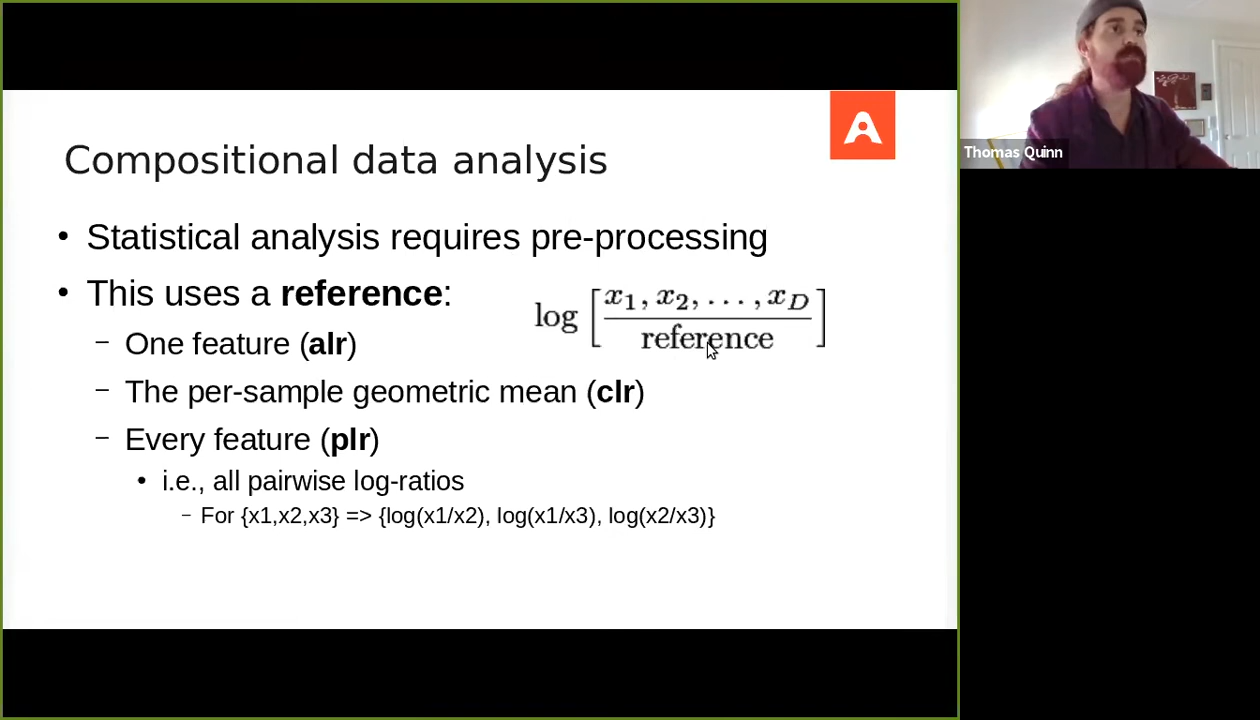 Compositional data analysis
• Statistical analysis requires pre-processing
• This uses a reference:
log [x1, x2, . . . , xD / reference]
– One feature (alr)
– The per-sample geometric mean (clr)
– Every feature (plr)
• i.e., all pairwise log-ratios
– For {x1,x2,x3} => {log(x1/x2), log(x1/x3), log(x2/x3)}
Thomas Quinn